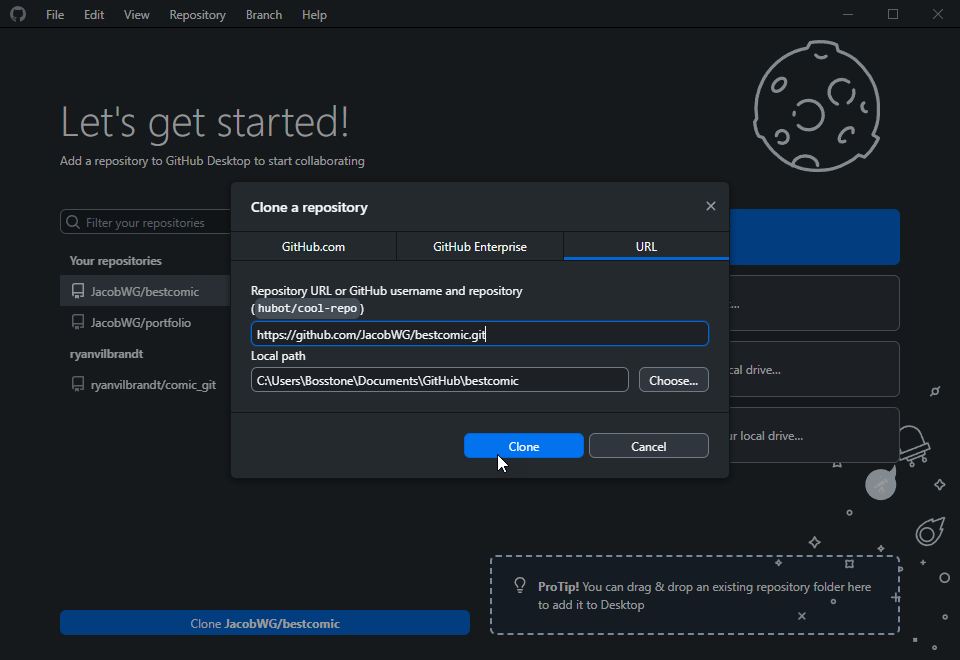 File Edit View Repository Branch Help
Let's get started!
Add a repository to GitHub Desktop to start collaborating
Filter your repositories
Your repositories
JacobWG/bestcomic
JacobWG/portfolio
ryanvilbrandt
ryanvilbrandt/comic_git
Clone JacobWG/bestcomic
Clone a repository
GitHub.com GitHub Enterprise URL
Repository URL or GitHub username and repository
(hubot/cool-repo)
https://github.com/JacobWG/bestcomic.git
Local path
C:\Users\Bosstone\Documents\GitHub\bestcomic
Choose...
Clone Cancel
...
cal drive...
ur local drive...
ProTip! You can drag & drop an existing repository folder here
to add it to Desktop